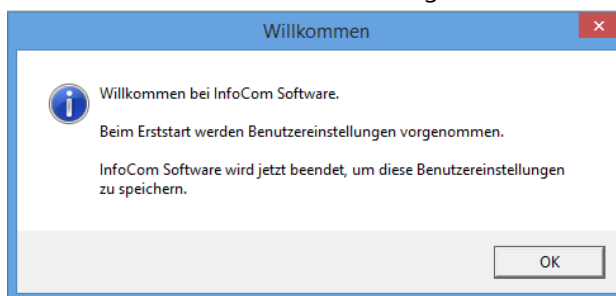 Willkommen
Willkommen bei InfoCom Software.
Beim Erststart werden Benutzereinstellungen vorgenommen.
InfoCom Software wird jetzt beendet, um diese Benutzereinstellungen
zu speichern.
OK